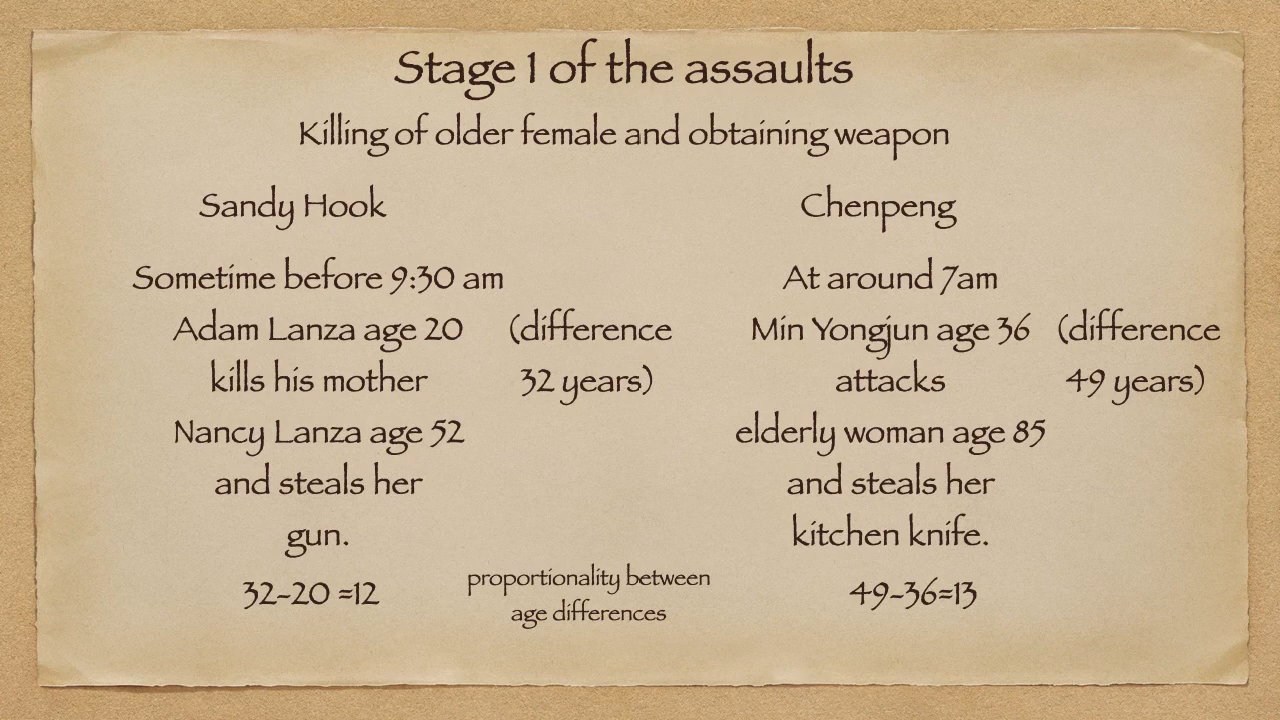 Stage 1 of the assaults
Killing of older female and obtaining weapon
Sandy Hook
Sometime before 9:30 am
Adam Lanza age 20 (difference
kills his mother 32 years)
Nancy Lanza age 52
and steals her
gun.
32-20 =12
proportionality between
age differences
Chenpeng
At around 7am
Min Yongjun age 36 (difference
attacks 49 years)
elderly woman age 85
and steals her
kitchen knife.
49-36=13